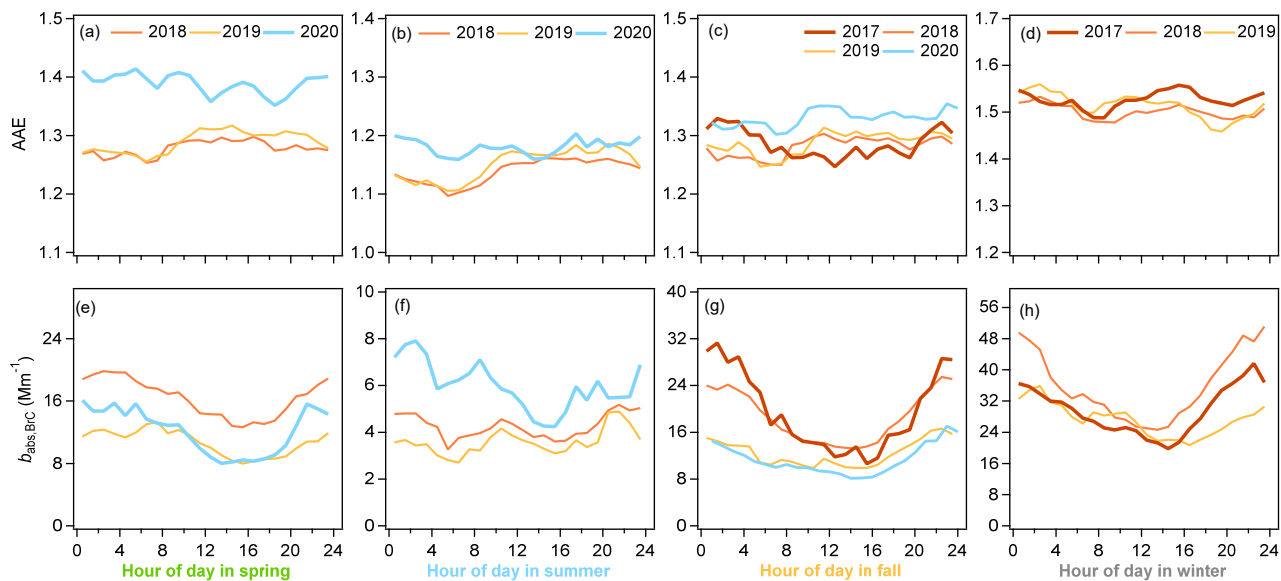 (a) 2018 2019 2020
(b) 2018 2019 2020
(c) 2017 2018
2019 2020
(d) 2017 2018 2019
AAE
1.5
1.4
1.3
1.2
1.1
1.4
1.3
1.2
1.1
1.0
1.5
1.4
1.3
1.2
1.1
1.7
1.6
1.5
1.4
1.3
1.2
(e)
(f)
(g)
(h)
babs,BrC (Mm-1)
24
16
8
0
10
8
6
4
2
0
40
32
24
16
8
0
56
48
40
32
24
16
8
0
0 4 8 12 16 20 24
0 4 8 12 16 20 24
0 4 8 12 16 20 24
0 4 8 12 16 20 24
Hour of day in spring
Hour of day in summer
Hour of day in fall
Hour of day in winter